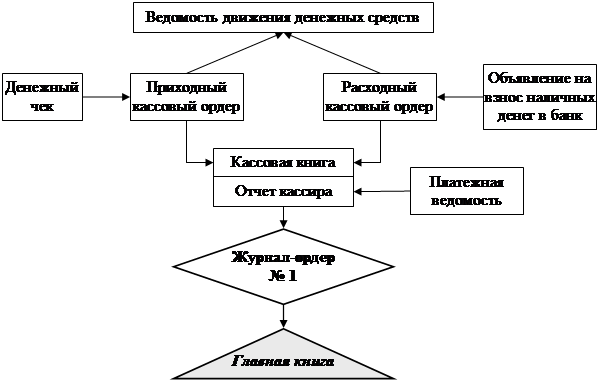 Ведомость движения денежных средств
Денежный
чек
Приходный
кассовый ордер
Расходный
кассовый ордер
Объявление на
взнос наличных
денег в банк
Кассовая книга
Отчет кассира
Платежная
ведомость
Журнал-ордер
№ 1
Главная книга